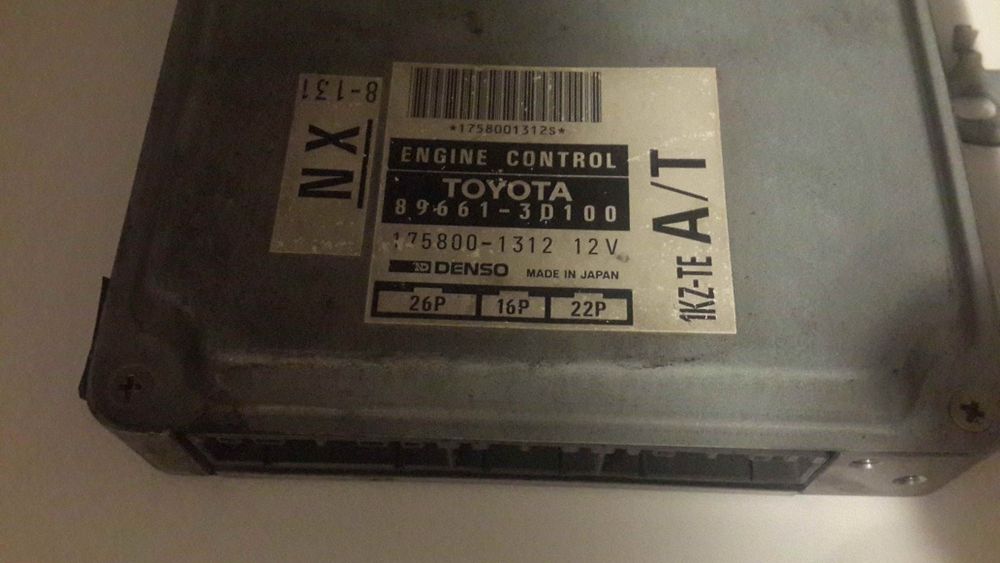 8-131
NX
*1758001312S*
ENGINE CONTROL
TOYOTA
89661-3D100
175800-1312 12V
DENSO MADE IN JAPAN
26P 16P 22P
1KZ-TE A/T